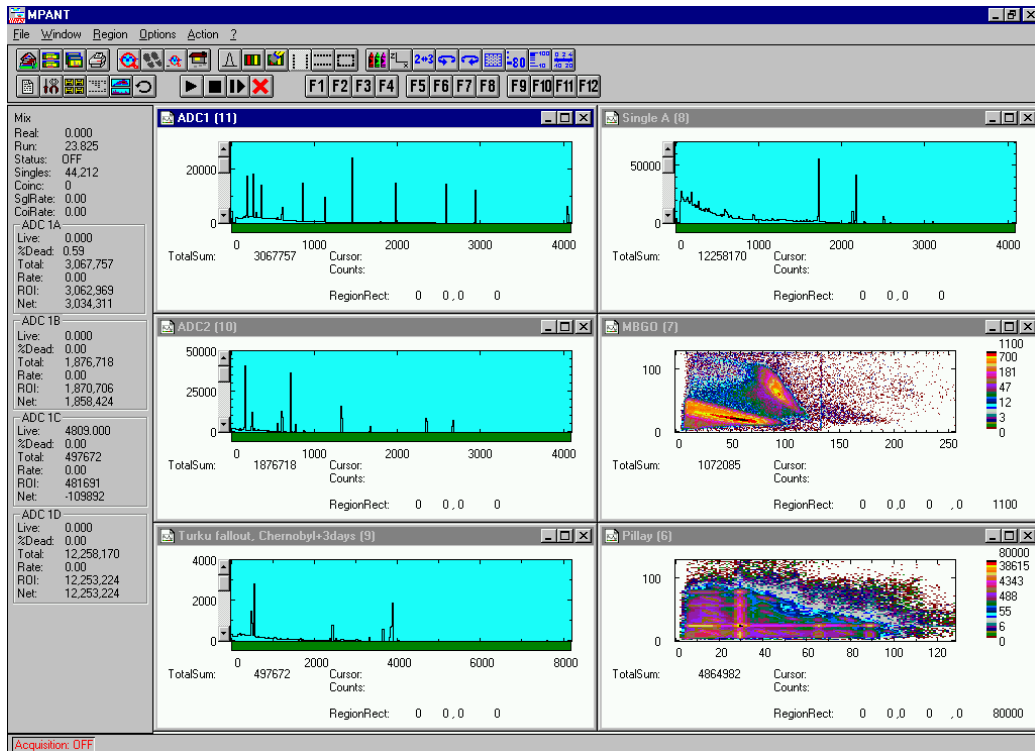 MPANT
File Window Region Options Action ?
2↔3 80
F1 F2 F3 F4 F5 F6 F7 F8 F9 F10 F11 F12
Mix
Real: 0.000
Run: 23.825
Status: OFF
Singles: 44,212
Coinc: 0
SglRate: 0.00
CoiRate: 0.00
ADC 1A
Live: 0.000
%Dead: 0.59
Total: 3,067,757
Rate: 0.00
ROI: 3,062,969
Net: 3,034,311
ADC 1B
Live: 0.000
%Dead: 0.00
Total: 1,876,718
Rate: 0.00
ROI: 1,870,706
Net: 1,858,424
ADC 1C
Live: 4809.000
%Dead: 0.00
Total: 497672
Rate: 0.00
ROI: 481691
Net: -109892
ADC 1D
Live: 0.000
%Dead: 0.00
Total: 12,258,170
Rate: 0.00
ROI: 12,253,224
Net: 12,253,224
ADC1 (11)
20000
0
0 1000 2000 3000 4000
TotalSum: 3067757 Cursor:
Counts:
RegionRect: 0 0,0 0
Single A (8)
50000
0
0 1000 2000 3000 4000
TotalSum: 12258170 Cursor:
Counts:
RegionRect: 0 0,0 0
ADC2 (10)
50000
25000
0
0 1000 2000 3000 4000
TotalSum: 1876718 Cursor:
Counts:
RegionRect: 0 0,0 0
MBGO (7)
1100
700
181
47
12
3
0
100
0
0 50 100 150 200 250
TotalSum: 1072085 Cursor:
Counts:
RegionRect: 0 0,0 0 ,0 1100
Turku fallout, Chernobyl+3days (9)
4000
2000
0
0 2000 4000 6000 8000
TotalSum: 497672 Cursor:
Counts:
RegionRect: 0 0,0 0
Pillay (6)
80000
38615
4343
488
55
6
0
100
0
0 20 40 60 80 100 120
TotalSum: 4864982 Cursor:
Counts:
RegionRect: 0 0,0 0 ,0 80000
Acquisition: OFF